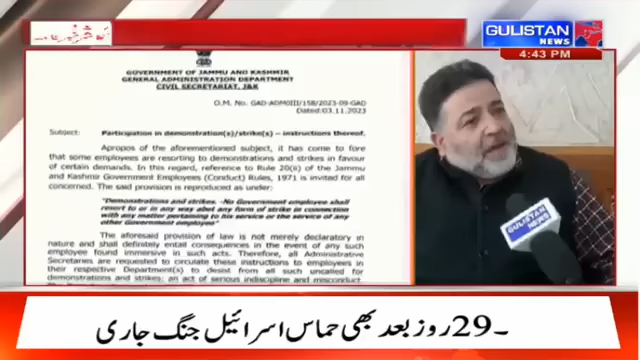 GULISTAN
NEWS
4:43 PM
GOVERNMENT OF JAMMU AND KASHMIR
GENERAL ADMINISTRATION DEPARTMENT
CIVIL SECRETARIAT, J&K
O.M. No. GAD-ADMOIII/158/2023-09-GAD
Dated:03.11.2023
Subject: Participation in demonstration(s)/strike(s) – instructions thereof.
Apropos of the aforementioned subject, it has come to fore
that some employees are resorting to demonstrations and strikes in favour
of certain demands. In this regard, reference to Rule 20(ii) of the Jammu
and Kashmir Government Employees (Conduct) Rules, 1971 is invited for all
concerned. The said provision is reproduced as under:
"Demonstrations and strikes. -No Government employee shall
resort to or in any way abet any form of strike in connection
with any matter pertaining to his service or the service of any
other Government employee"
The aforesaid provision of law is not merely declaratory in
nature and shall definitely entail consequences in the event of any such
employee found immersive in such acts. Therefore, all Administrative
Secretaries are requested to circulate these instructions to employees in
their respective Department(s) to desist from all such uncalled for
demonstrations and strikes; an act of serious indiscipline and misconduct.
GULISTAN
NEWS
29 روز بعد بھی حماس اسرائیل جنگ جاری ۔